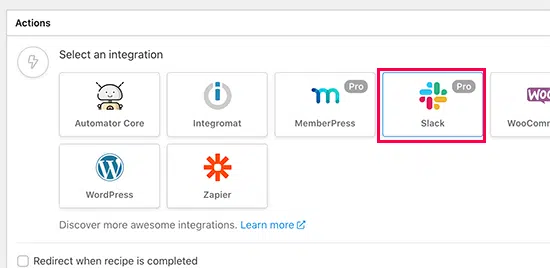 Actions
Select an integration
Pro
Pro
WOO
Automator Core
Integromat
MemberPress
Slack
WooComm
WordPress
Zapier
Discover more awesome integrations. Learn more
Redirect when recipe is completed